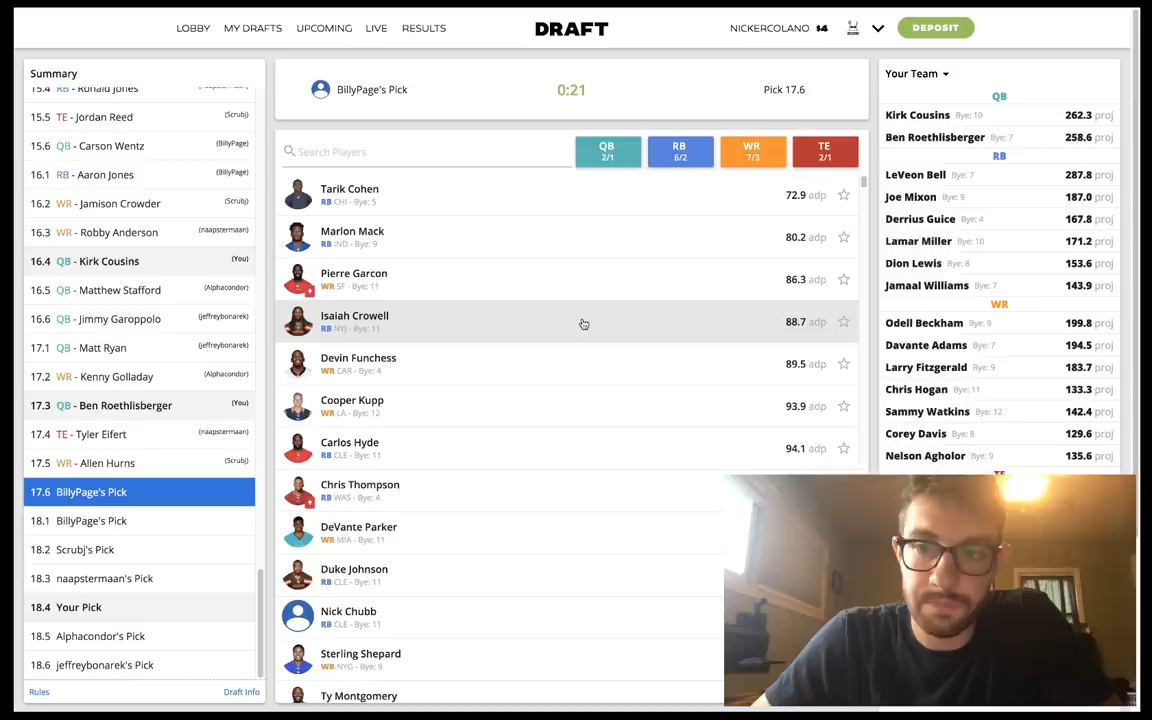 LOBBY MY DRAFTS UPCOMING LIVE RESULTS DRAFT NICKERCOLANO $4 DEPOSIT
Summary
15.4 RB - Ronald Jones (Scrubj)
15.5 TE - Jordan Reed (Scrubj)
15.6 QB - Carson Wentz (BillyPage)
16.1 RB - Aaron Jones (BillyPage)
16.2 WR - Jamison Crowder (Scrubj)
16.3 WR - Robby Anderson (naapstermaan)
16.4 QB - Kirk Cousins (You)
16.5 QB - Matthew Stafford (Alphacondor)
16.6 QB - Jimmy Garoppolo (jeffreybonarek)
17.1 QB - Matt Ryan (jeffreybonarek)
17.2 WR - Kenny Golladay (Alphacondor)
17.3 QB - Ben Roethlisberger (You)
17.4 TE - Tyler Eifert (naapstermaan)
17.5 WR - Allen Hurns (Scrubj)
17.6 BillyPage's Pick
18.1 BillyPage's Pick
18.2 Scrubj's Pick
18.3 naapstermaan's Pick
18.4 Your Pick
18.5 Alphacondor's Pick
18.6 jeffreybonarek's Pick
Rules Draft Info
BillyPage's Pick 0:21 Pick 17.6
Search Players
QB RB WR TE
2/1 6/2 7/3 2/1
Tarik Cohen
RB CHI - Bye: 5
72.9 adp
Marlon Mack
RB IND - Bye: 9
80.2 adp
Pierre Garcon
WR SF - Bye: 11
86.3 adp
Isaiah Crowell
RB NYJ - Bye: 11
88.7 adp
Devin Funchess
WR CAR - Bye: 4
89.5 adp
Cooper Kupp
WR LA - Bye: 12
93.9 adp
Carlos Hyde
RB CLE - Bye: 11
94.1 adp
Chris Thompson
RB WAS - Bye: 4
DeVante Parker
WR MIA - Bye: 11
Duke Johnson
RB CLE - Bye: 11
Nick Chubb
RB CLE - Bye: 11
Sterling Shepard
WR NYG - Bye: 9
Ty Montgomery
Your Team
QB
Kirk Cousins Bye: 10 262.3 proj
Ben Roethlisberger Bye: 7 258.6 proj
RB
LeVeon Bell Bye: 7 287.8 proj
Joe Mixon Bye: 9 187.0 proj
Derrius Guice Bye: 4 167.8 proj
Lamar Miller Bye: 10 171.2 proj
Dion Lewis Bye: 8 153.6 proj
Jamaal Williams Bye: 7 143.9 proj
WR
Odell Beckham Bye: 9 199.8 proj
Davante Adams Bye: 7 194.5 proj
Larry Fitzgerald Bye: 9 183.7 proj
Chris Hogan Bye: 11 133.3 proj
Sammy Watkins Bye: 12 142.4 proj
Corey Davis Bye: 8 129.6 proj
Nelson Agholor Bye: 9 135.6 proj